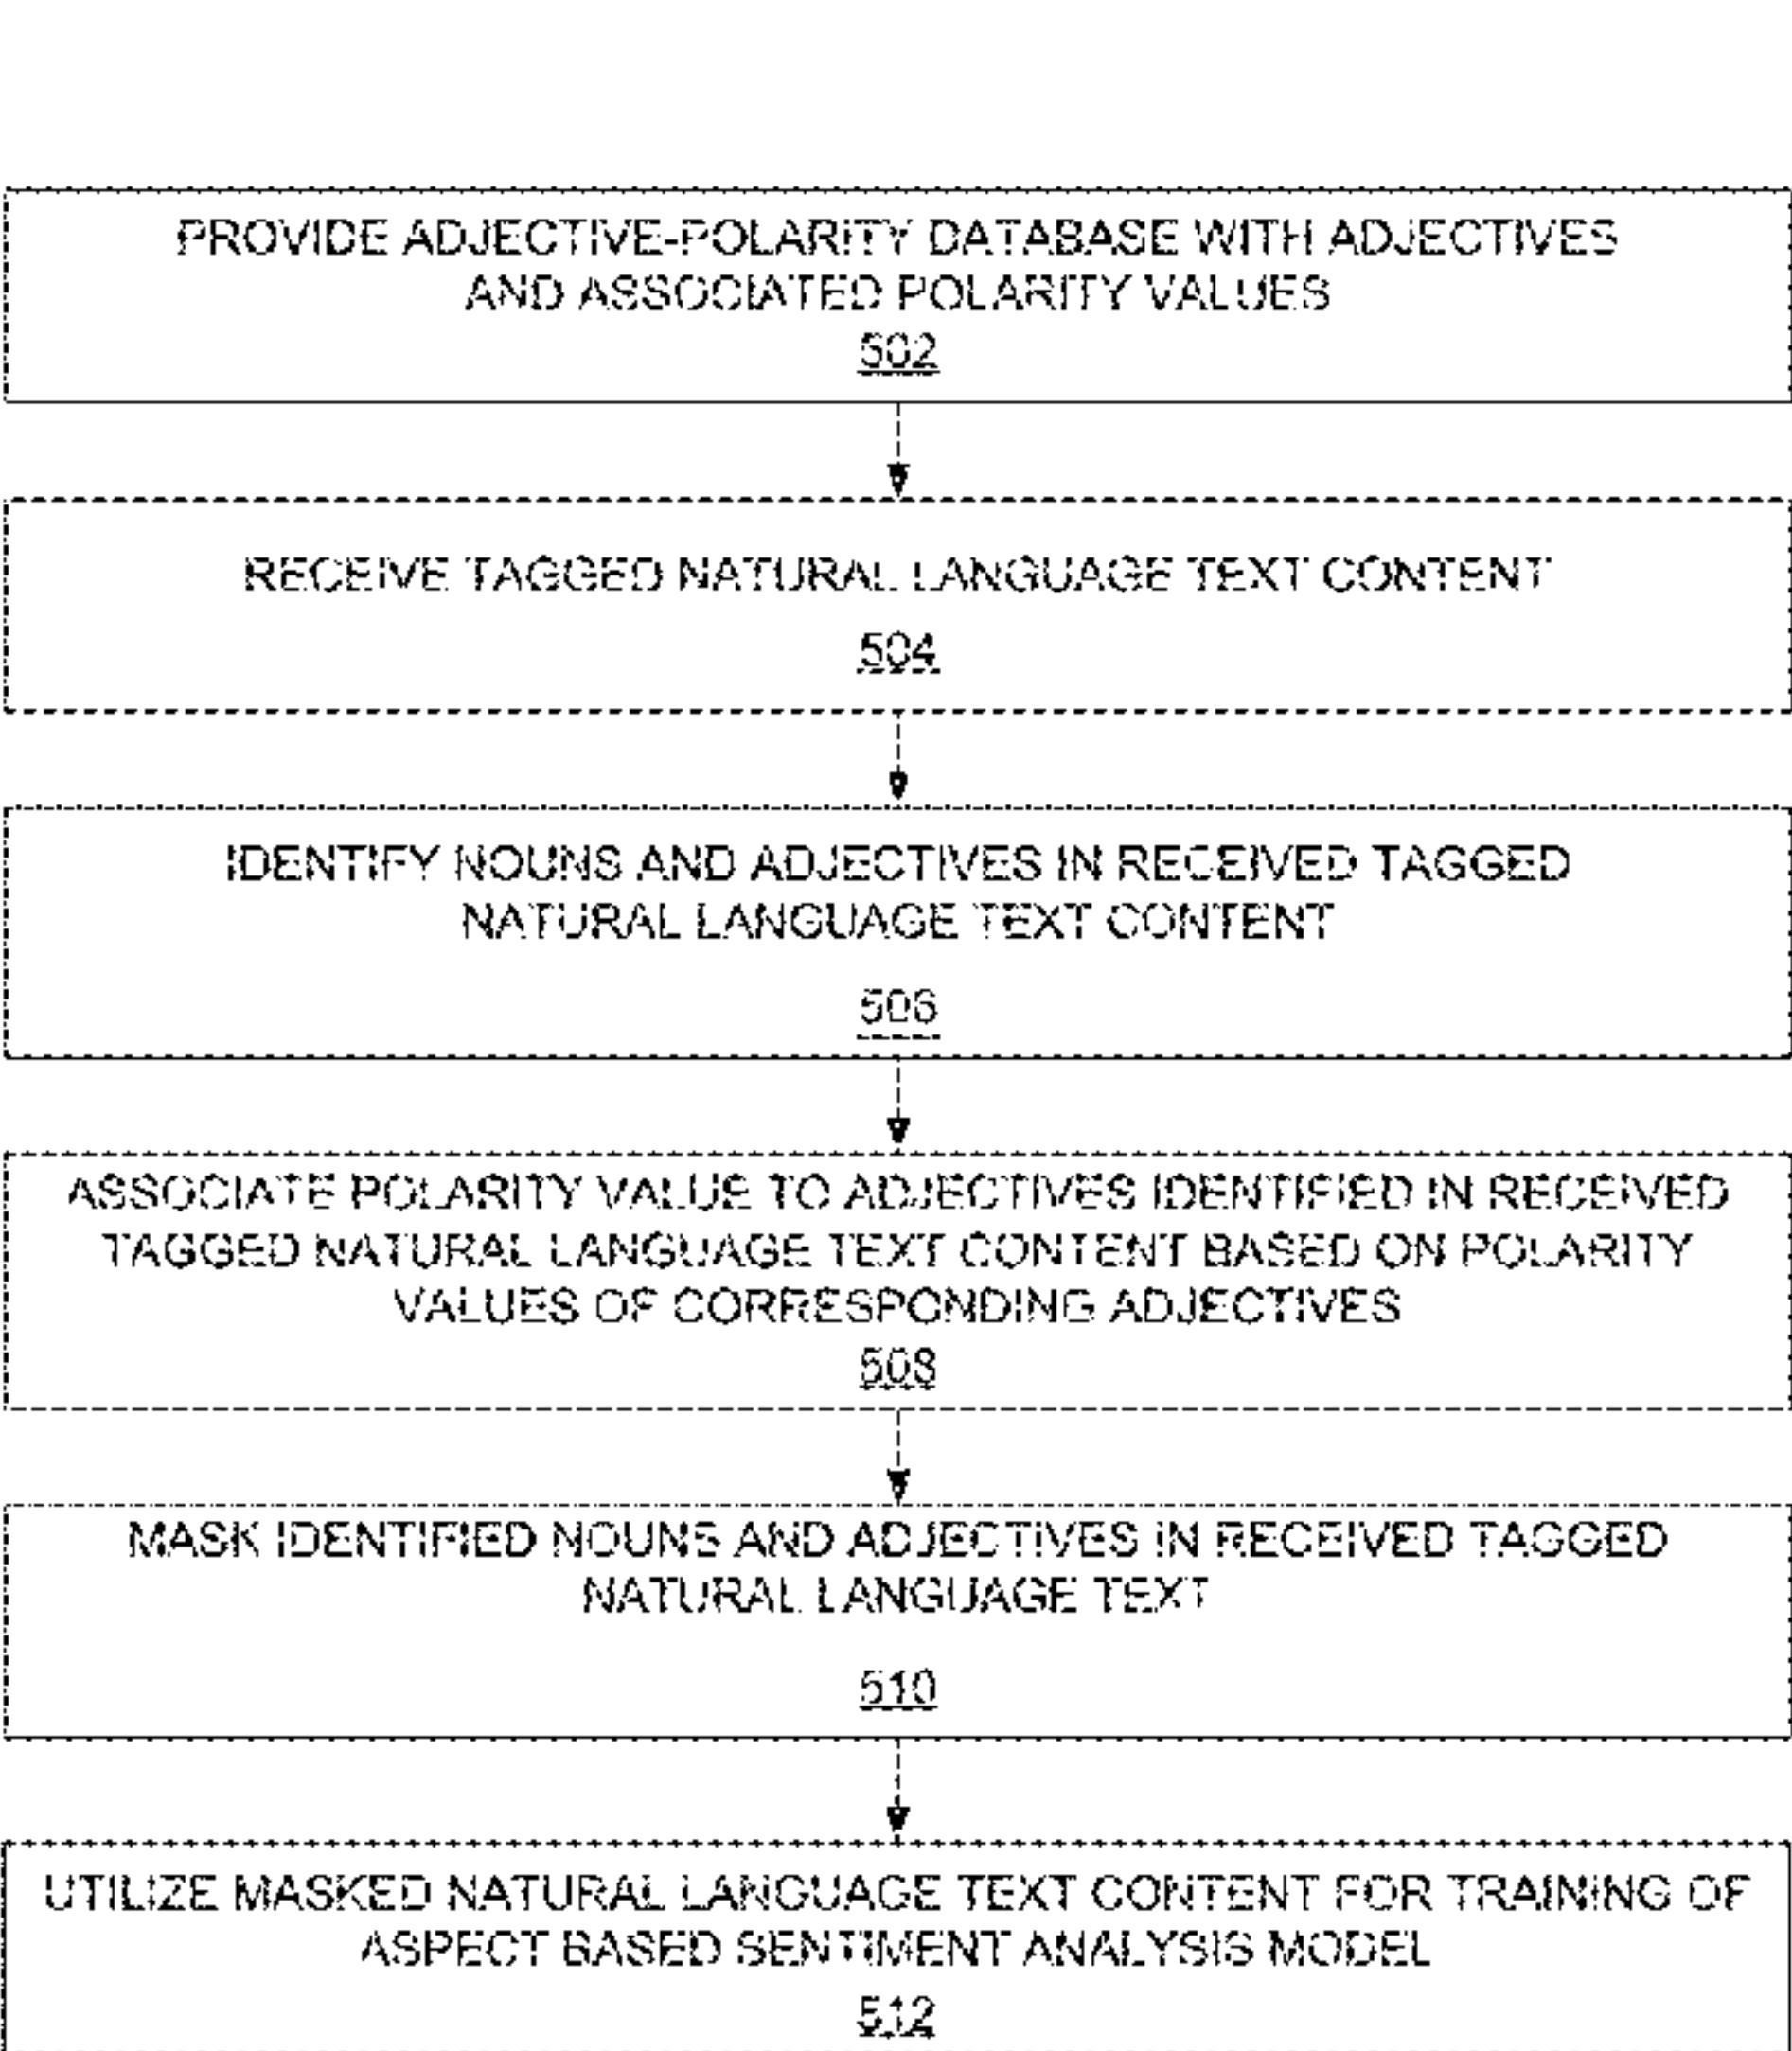 PROVIDE ADJECTIVE-POLARITY DATABASE WITH ADJECTIVES
AND ASSOCIATED POLARITY VALUES
502
RECEIVE TAGGED NATURAL LANGUAGE TEXT CONTENT
504
IDENTIFY NOUNS AND ADJECTIVES IN RECEIVED TAGGED
NATURAL LANGUAGE TEXT CONTENT
506
ASSOCIATE POLARITY VALUE TO ADJECTIVES IDENTIFIED IN RECEIVED
TAGGED NATURAL LANGUAGE TEXT CONTENT BASED ON POLARITY
VALUES OF CORRESPONDING ADJECTIVES
508
MASK IDENTIFIED NOUNS AND ADJECTIVES IN RECEIVED TAGGED
NATURAL LANGUAGE TEXT
510
UTILIZE MASKED NATURAL LANGUAGE TEXT CONTENT FOR TRAINING OF
ASPECT BASED SENTIMENT ANALYSIS MODEL
512